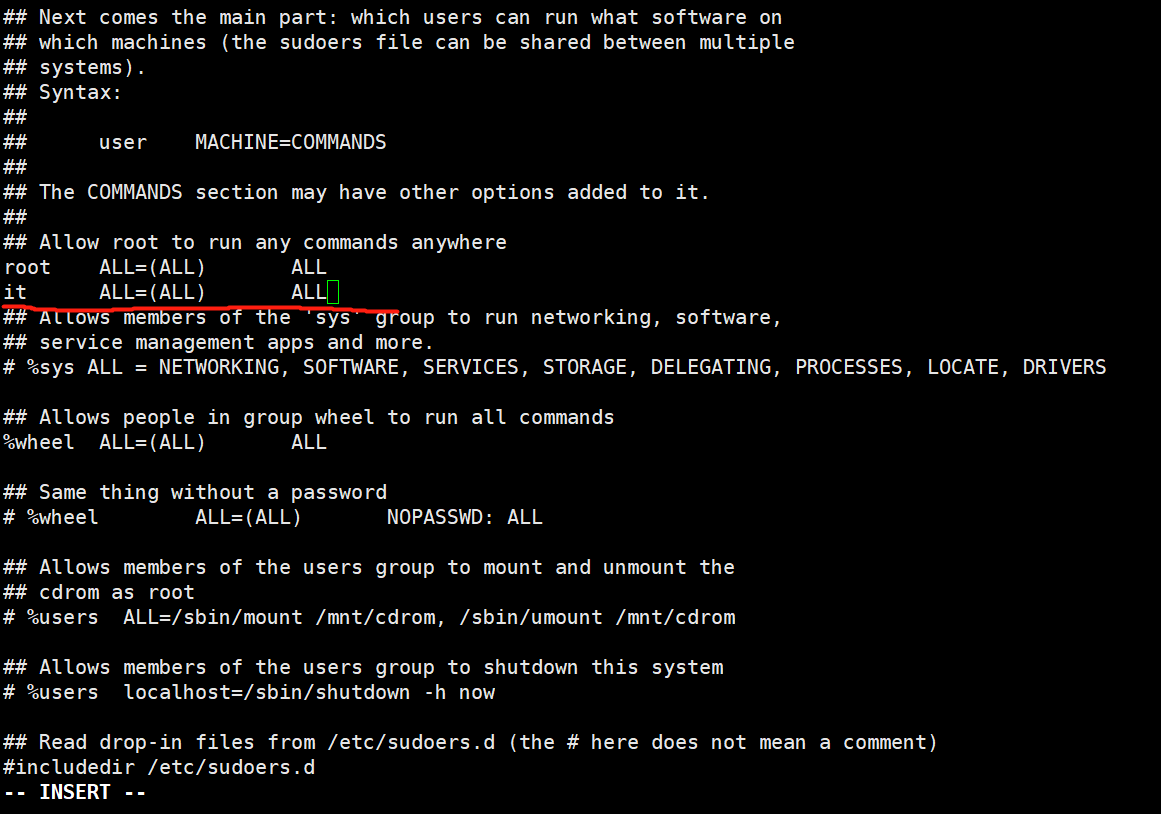 ## Next comes the main part: which users can run what software on
## which machines (the sudoers file can be shared between multiple
## systems).
## Syntax:
##
##      user    MACHINE=COMMANDS
##
## The COMMANDS section may have other options added to it.
##
## Allow root to run any commands anywhere
root    ALL=(ALL)       ALL
it      ALL=(ALL)       ALL
## Allows members of the 'sys' group to run networking, software,
## service management apps and more.
# %sys ALL = NETWORKING, SOFTWARE, SERVICES, STORAGE, DELEGATING, PROCESSES, LOCATE, DRIVERS

## Allows people in group wheel to run all commands
%wheel  ALL=(ALL)       ALL

## Same thing without a password
# %wheel        ALL=(ALL)       NOPASSWD: ALL

## Allows members of the users group to mount and unmount the
## cdrom as root
# %users  ALL=/sbin/mount /mnt/cdrom, /sbin/umount /mnt/cdrom

## Allows members of the users group to shutdown this system
# %users  localhost=/sbin/shutdown -h now

## Read drop-in files from /etc/sudoers.d (the # here does not mean a comment)
#includedir /etc/sudoers.d
-- INSERT --